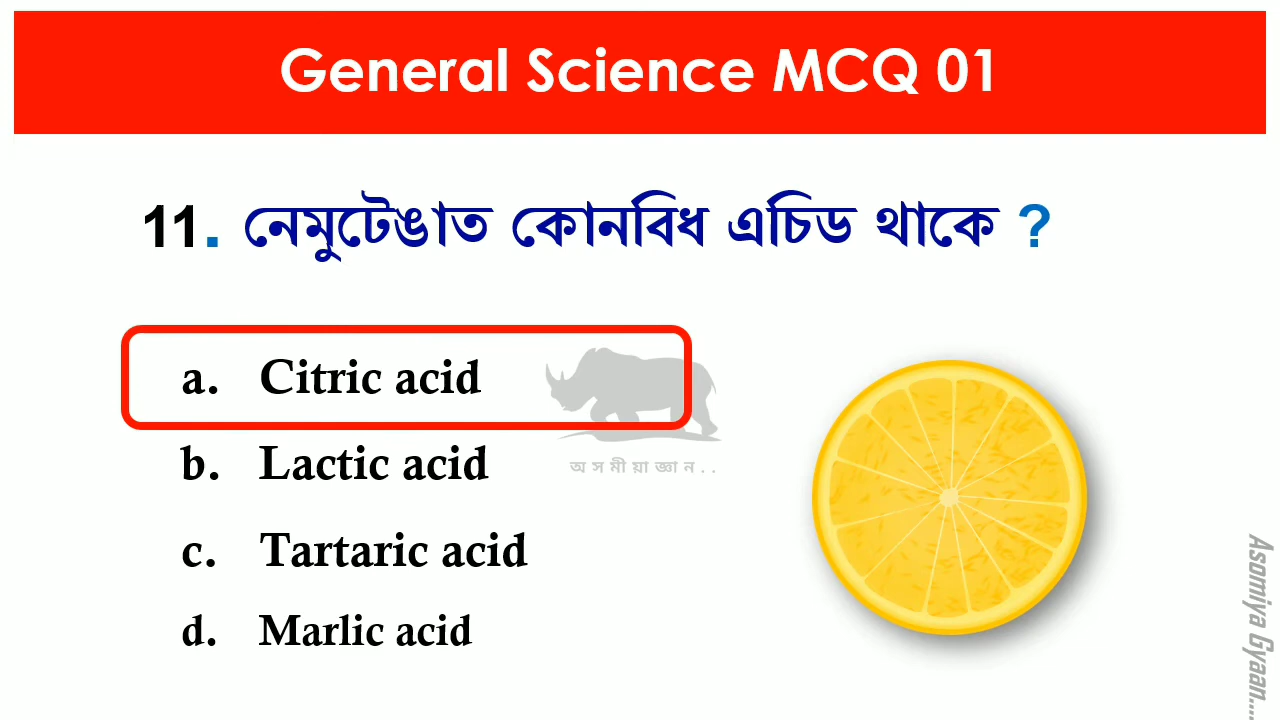 General Science MCQ 01
11. নেমুটেঙাত কোনবিধ এচিড থাকে ?
a. Citric acid
b. Lactic acid
c. Tartaric acid
d. Marlic acid
অসমীয়া জ্ঞান..
Asomiya Gyaan....